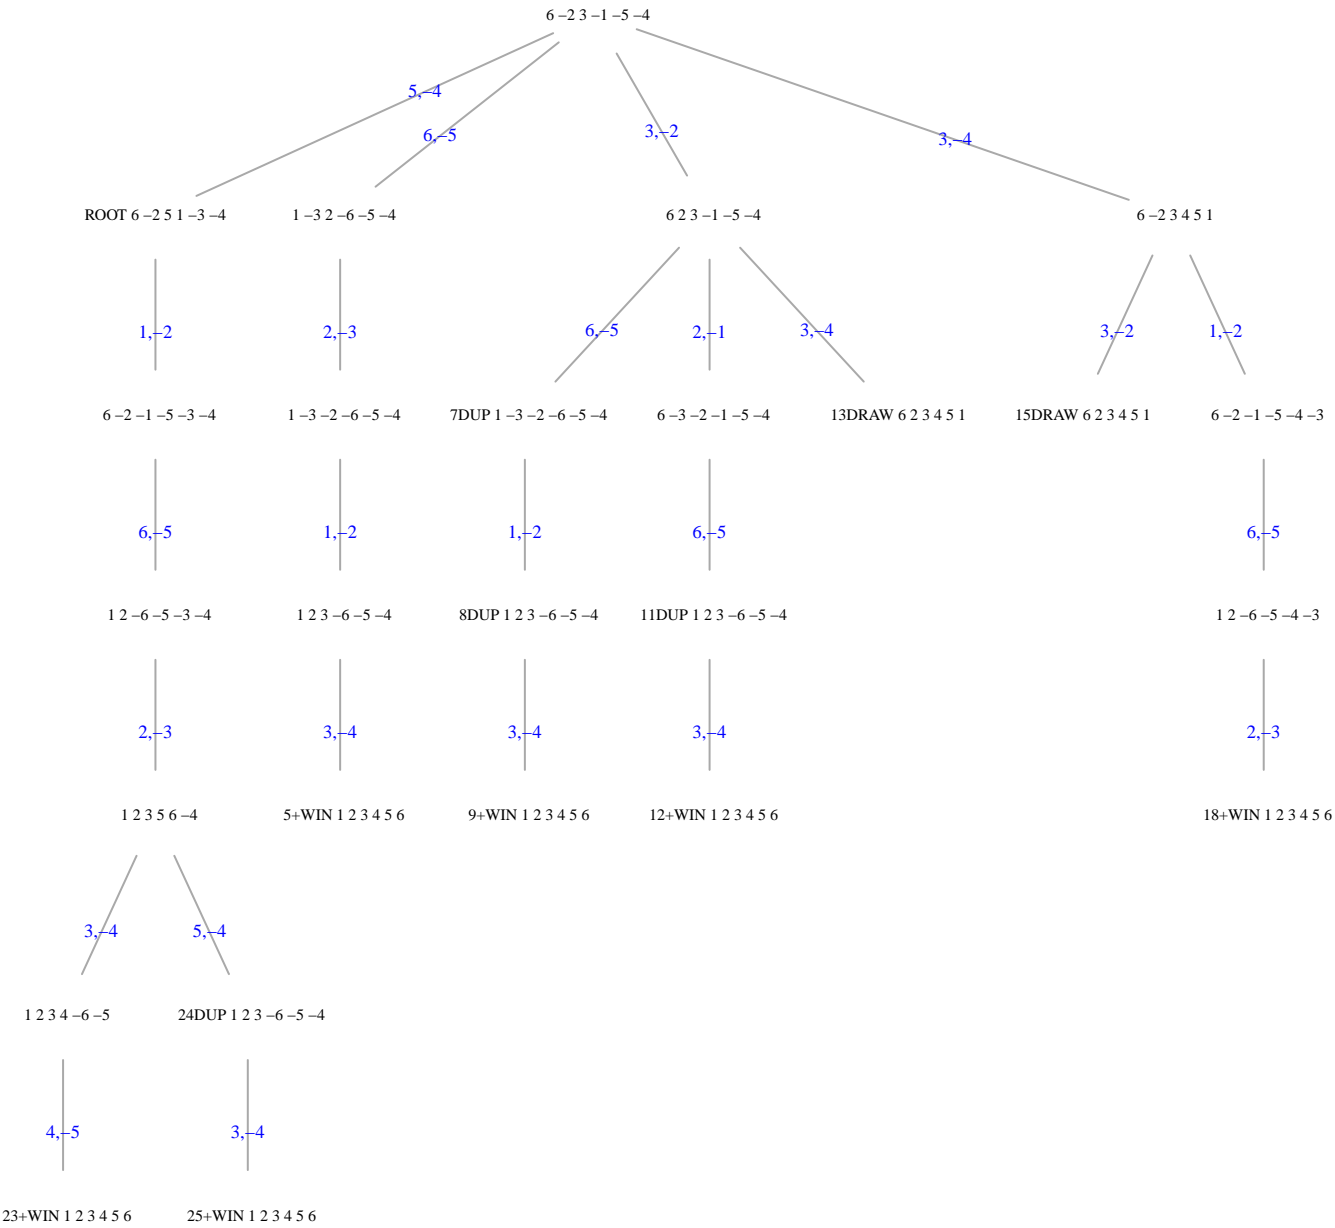 6 –2 3 –1 –5 –4
5,–4
6,–5
3,–2
3,–4
ROOT 6 –2 5 1 –3 –4
1 –3 2 –6 –5 –4
6 2 3 –1 –5 –4
6 –2 3 4 5 1
1,–2
2,–3
6,–5
2,–1
3,–4
3,–2
1,–2
6 –2 –1 –5 –3 –4
1 –3 –2 –6 –5 –4
7DUP 1 –3 –2 –6 –5 –4
6 –3 –2 –1 –5 –4
13DRAW 6 2 3 4 5 1
15DRAW 6 2 3 4 5 1
6 –2 –1 –5 –4 –3
6,–5
1,–2
1,–2
6,–5
6,–5
1 2 –6 –5 –3 –4
1 2 3 –6 –5 –4
8DUP 1 2 3 –6 –5 –4
11DUP 1 2 3 –6 –5 –4
1 2 –6 –5 –4 –3
2,–3
3,–4
3,–4
3,–4
2,–3
1 2 3 5 6 –4
5+WIN 1 2 3 4 5 6
9+WIN 1 2 3 4 5 6
12+WIN 1 2 3 4 5 6
18+WIN 1 2 3 4 5 6
3,–4
5,–4
1 2 3 4 –6 –5
24DUP 1 2 3 –6 –5 –4
4,–5
3,–4
23+WIN 1 2 3 4 5 6
25+WIN 1 2 3 4 5 6